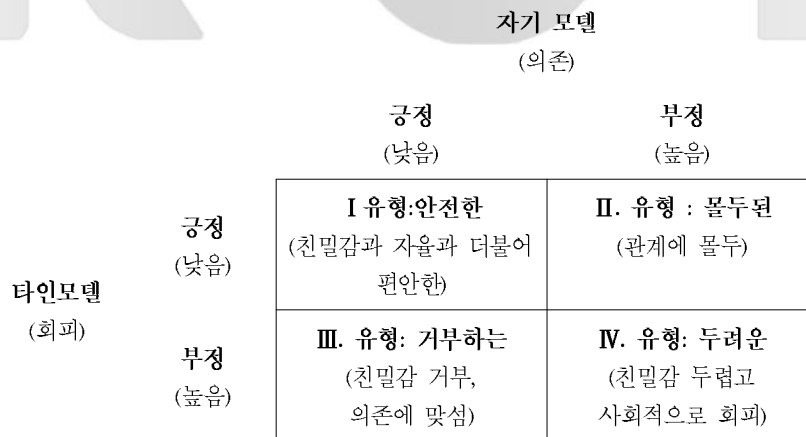 자기 모델
(의존)
긍정 부정
(낮음) (높음)
긍정
(낮음)
I 유형:안전한
(친밀감과 자율과 더불어
편안한)
II. 유형 : 몰두된
(관계에 몰두)
타인모델
(회피)
부정
(높음)
III. 유형: 거부하는
(친밀감 거부,
의존에 맞섬)
IV. 유형: 두려운
(친밀감 두렵고
사회적으로 회피)